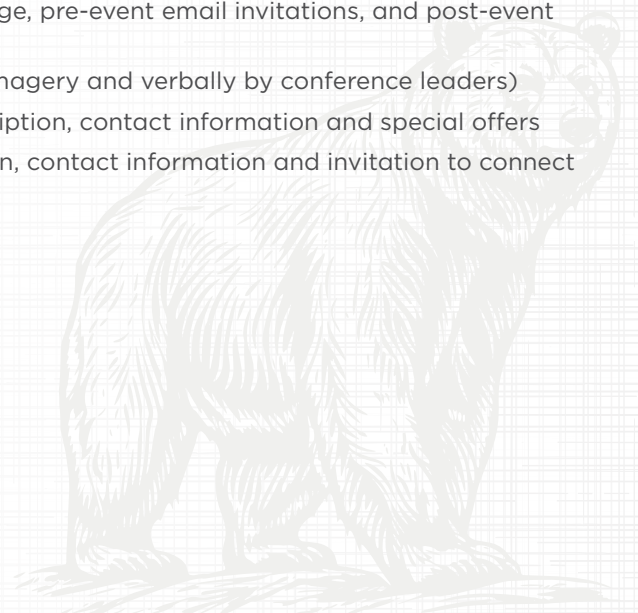 ge, pre-event email invitations, and post-event
nagery and verbally by conference leaders)
iption, contact information and special offers
n, contact information and invitation to connect